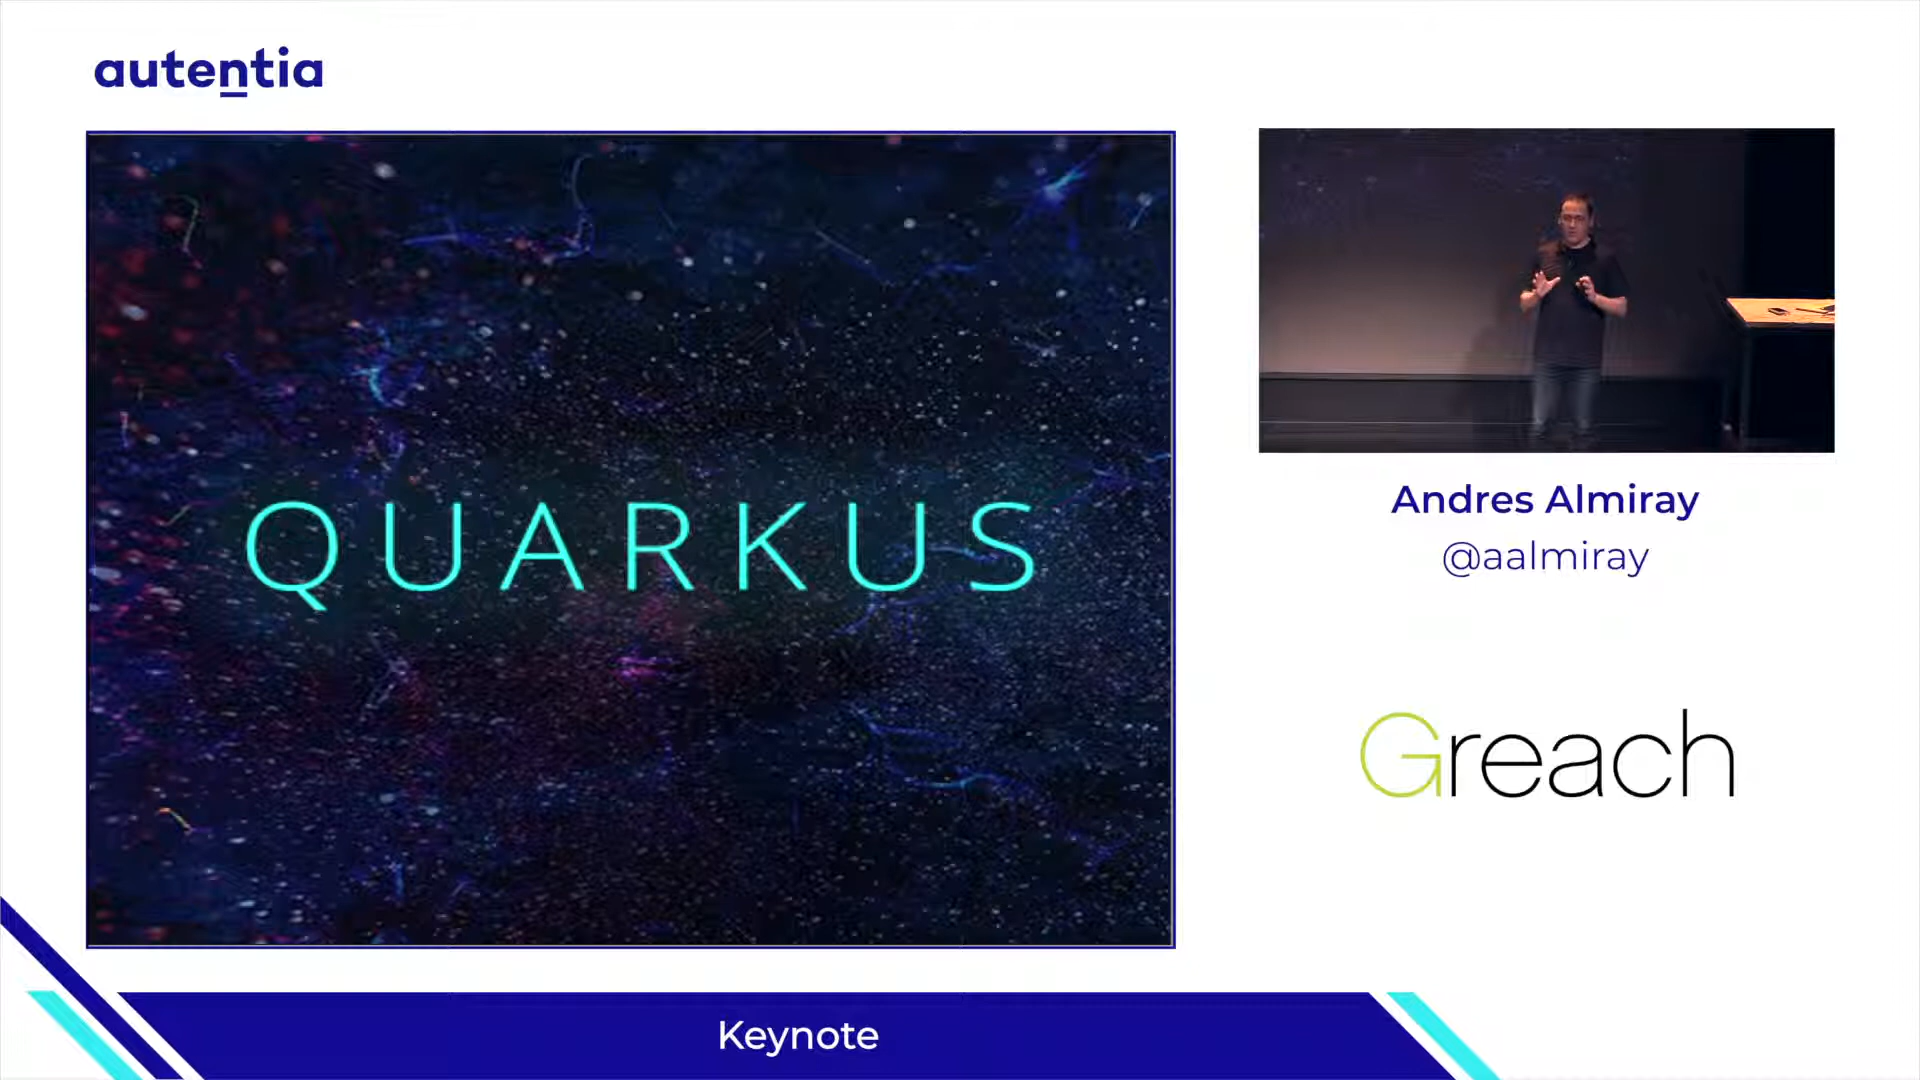 autentia
QUARKUS
Andres Almiray
@aalmiray
Greach
Keynote